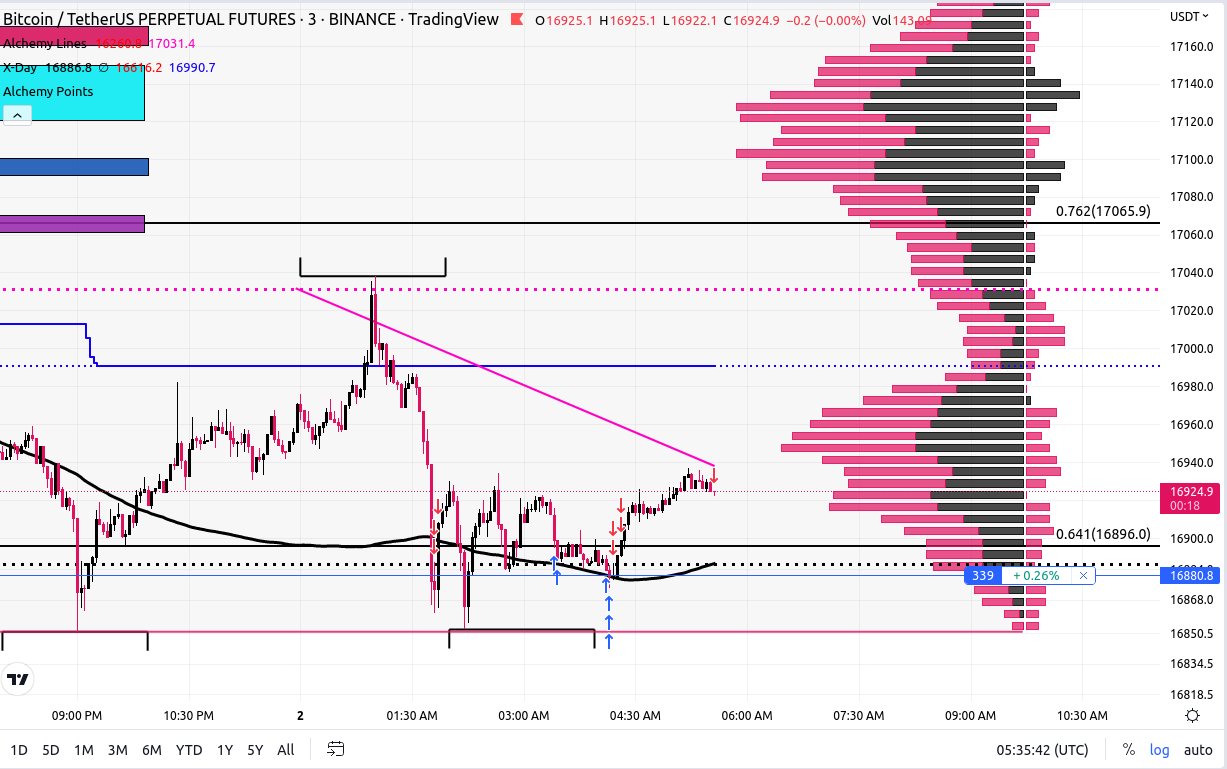 Bitcoin / TetherUS PERPETUAL FUTURES · 3 · BINANCE · TradingView O16925.1 H16925.1 L16922.1 C16924.9 −0.2 (−0.00%) Vol143.09
USDT
Alchemy Lines 16260.8 17031.4
X-Day 16886.8 ∅ 16616.2 16990.7
Alchemy Points
17160.0
17140.0
17120.0
17100.0
17080.0
0.762(17065.9)
17060.0
17040.0
17020.0
17000.0
16980.0
16960.0
16940.0
16924.9
00:18
0.641(16896.0)
16900.0
339 +0.26% ×
16880.8
16868.0
16850.5
16834.5
16818.5
09:00 PM 10:30 PM 2 01:30 AM 03:00 AM 04:30 AM 06:00 AM 07:30 AM 09:00 AM 10:30 AM
1D 5D 1M 3M 6M YTD 1Y 5Y All 05:35:42 (UTC) % log auto